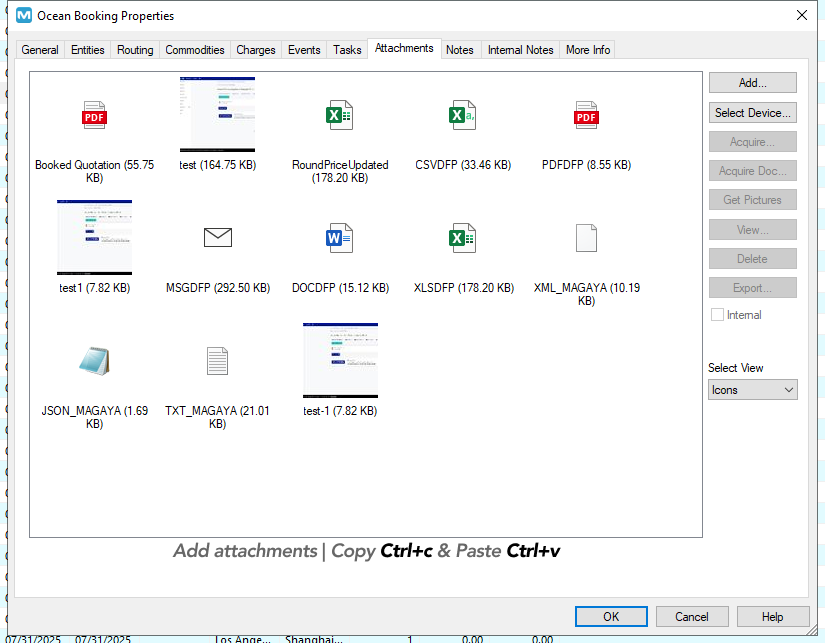 Ocean Booking Properties
General Entities Routing Commodities Charges Events Tasks Attachments Notes Internal Notes More Info
PDF
Booked Quotation (55.75
KB)
test (164.75 KB)
RoundPriceUpdated
(178.20 KB)
CSVDFP (33.46 KB)
PDF
PDFDFP (8.55 KB)
test1 (7.82 KB)
MSGDFP (292.50 KB)
DOCDFP (15.12 KB)
XLSDFP (178.20 KB)
XML_MAGAYA (10.19
KB)
JSON_MAGAYA (1.69
KB)
TXT_MAGAYA (21.01
KB)
test-1 (7.82 KB)
Add...
Select Device...
Acquire...
Acquire Doc...
Get Pictures
View...
Delete
Export...
Internal
Select View
Icons
Add attachments | Copy Ctrl+c & Paste Ctrl+v
OK Cancel Help
07/31/2025 07/31/2025 Los Ange... Shanghai... 1 0.00 0.00